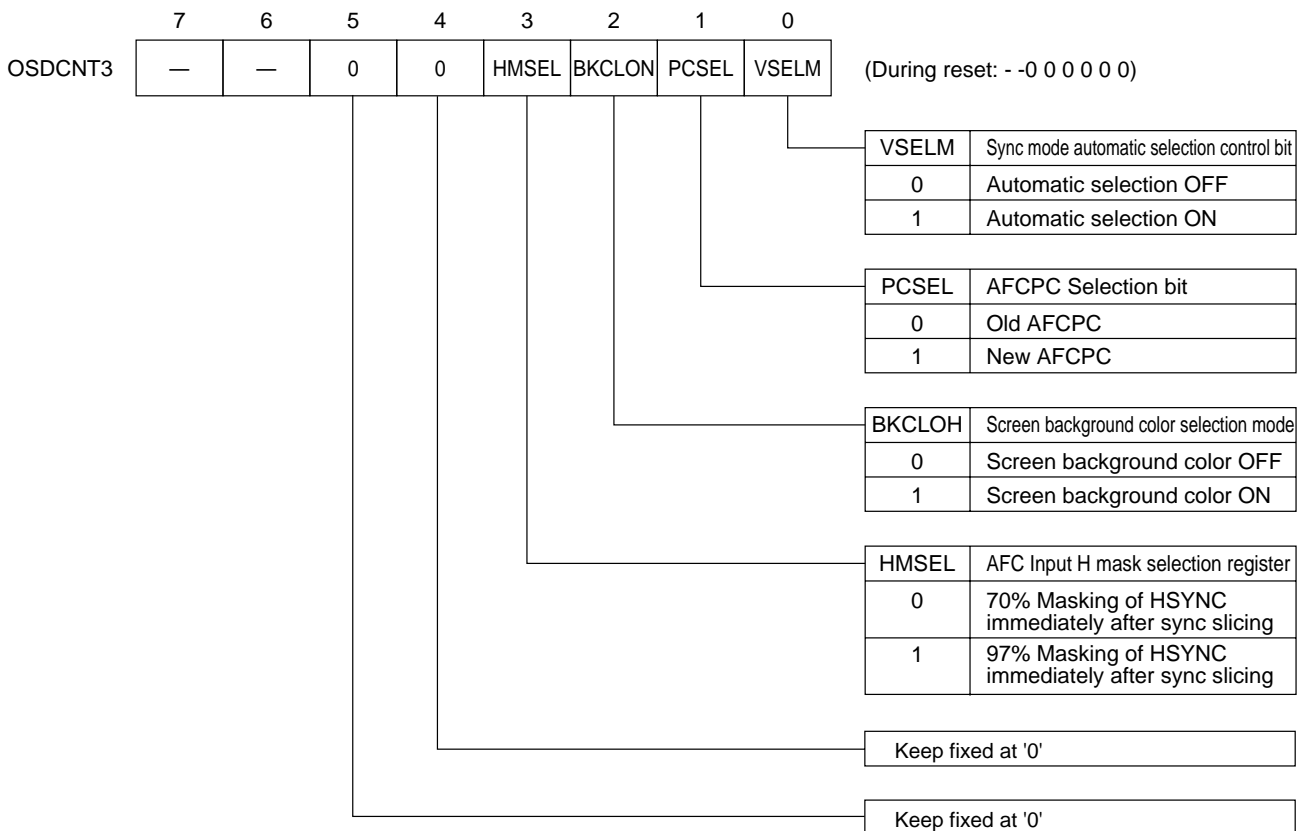 7 6 5 4 3 2 1 0
OSDCNT3 — — 0 0 HMSEL BKCLON PCSEL VSELM (During reset: - -0 0 0 0 0 0)
VSELM Sync mode automatic selection control bit
0 Automatic selection OFF
1 Automatic selection ON
PCSEL AFCPC Selection bit
0 Old AFCPC
1 New AFCPC
BKCLOH Screen background color selection mode
0 Screen background color OFF
1 Screen background color ON
HMSEL AFC Input H mask selection register
0 70% Masking of HSYNC
immediately after sync slicing
1 97% Masking of HSYNC
immediately after sync slicing
Keep fixed at '0'
Keep fixed at '0'